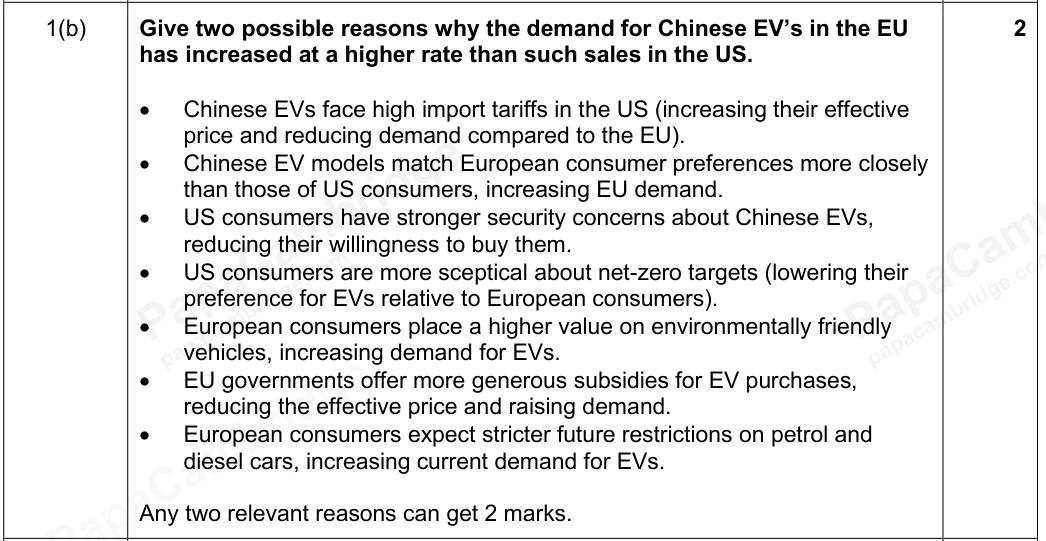 1(b)
Give two possible reasons why the demand for Chinese EV's in the EU
has increased at a higher rate than such sales in the US.
2
• Chinese EVs face high import tariffs in the US (increasing their effective
price and reducing demand compared to the EU).
• Chinese EV models match European consumer preferences more closely
than those of US consumers, increasing EU demand.
• US consumers have stronger security concerns about Chinese EVs,
reducing their willingness to buy them.
• US consumers are more sceptical about net-zero targets (lowering their
preference for EVs relative to European consumers).
• European consumers place a higher value on environmentally friendly
vehicles, increasing demand for EVs.
• EU governments offer more generous subsidies for EV purchases,
reducing the effective price and raising demand.
• European consumers expect stricter future restrictions on petrol and
diesel cars, increasing current demand for EVs.
Any two relevant reasons can get 2 marks.